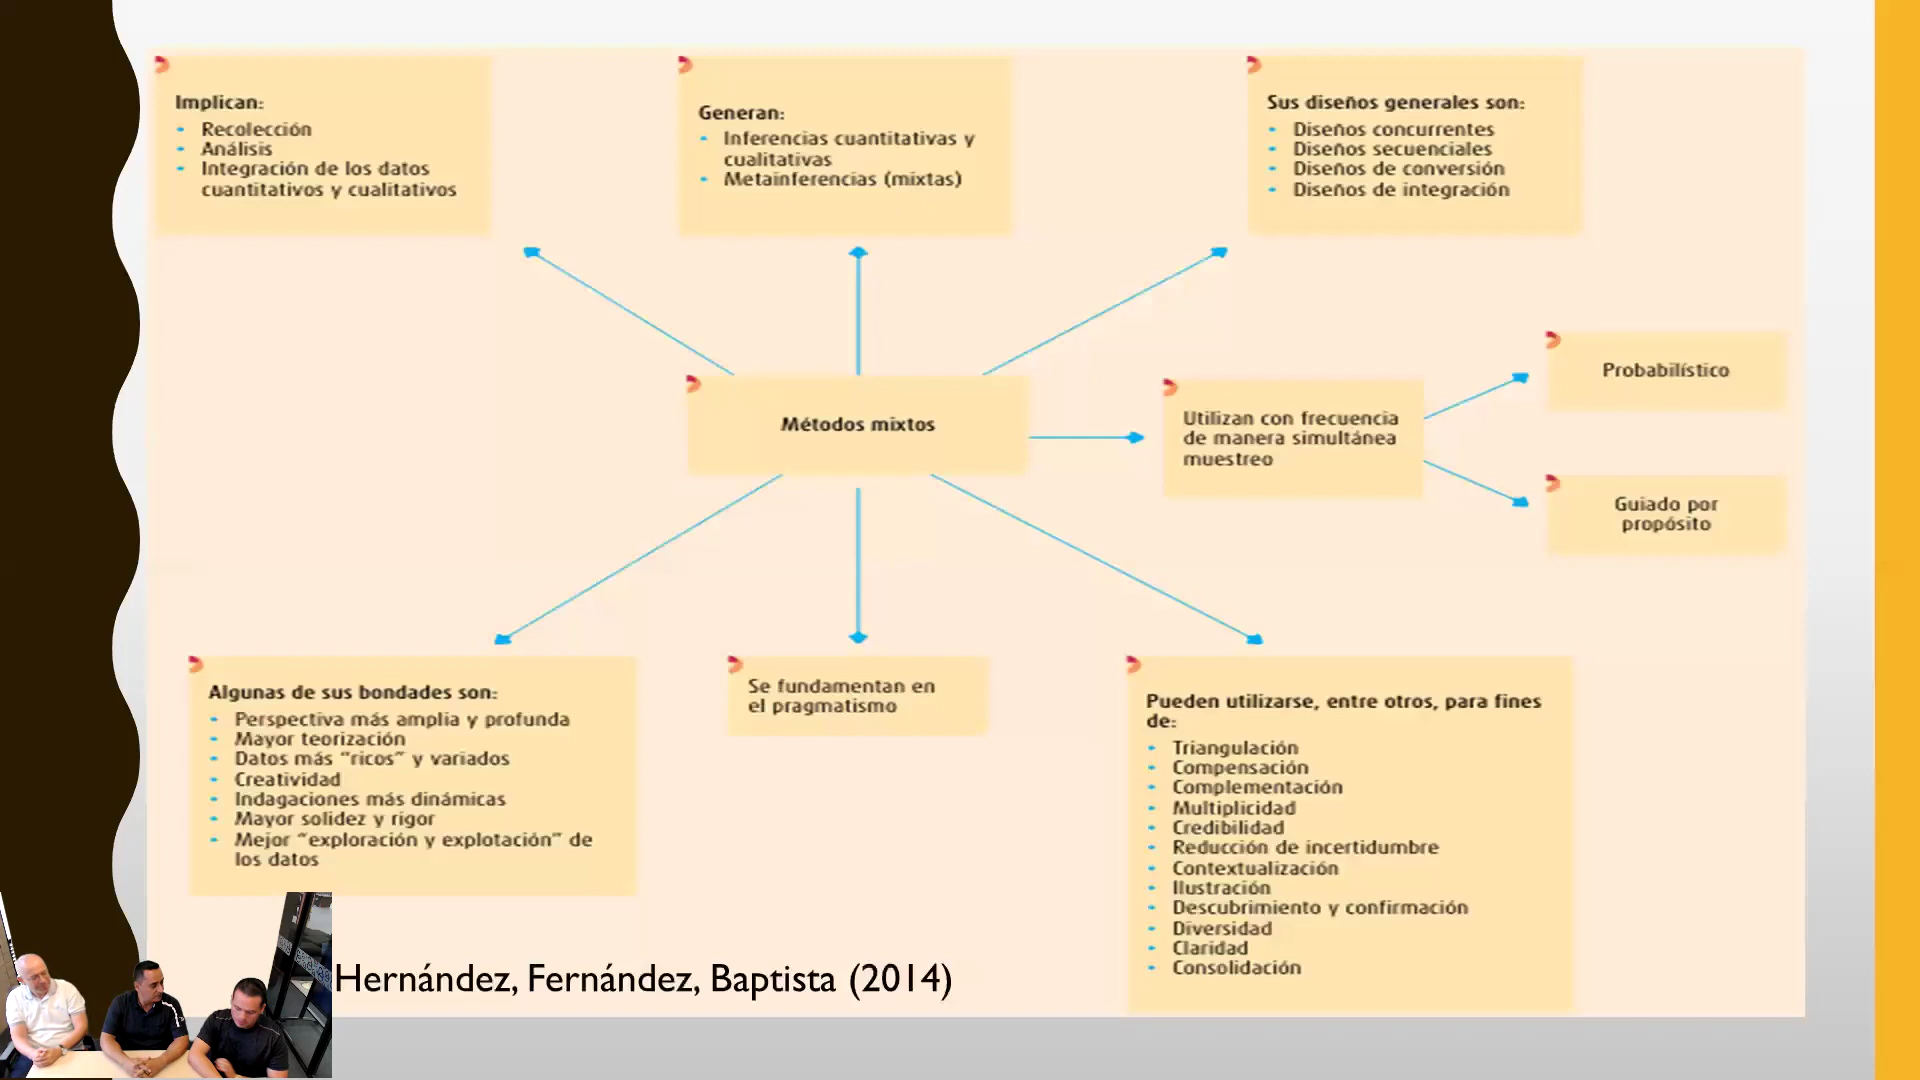 Implican:
• Recolección
• Análisis
• Integración de los datos
cuantitativos y cualitativos
Generan:
• Inferencias cuantitativas y
cualitativas
• Metainferencias (mixtas)
Sus diseños generales son:
• Diseños concurrentes
• Diseños secuenciales
• Diseños de conversión
• Diseños de integración
Métodos mixtos
Utilizan con frecuencia
de manera simultánea
muestreo
Probabilístico
Guiado por
propósito
Algunas de sus bondades son:
• Perspectiva más amplia y profunda
• Mayor teorización
• Datos más “ricos” y variados
• Creatividad
• Indagaciones más dinámicas
• Mayor solidez y rigor
• Mejor “exploración y explotación” de
los datos
Se fundamentan en
el pragmatismo
Pueden utilizarse, entre otros, para fines
de:
• Triangulación
• Compensación
• Complementación
• Multiplicidad
• Credibilidad
• Reducción de incertidumbre
• Contextualización
• Ilustración
• Descubrimiento y confirmación
• Diversidad
• Claridad
• Consolidación
Hernández, Fernández, Baptista (2014)